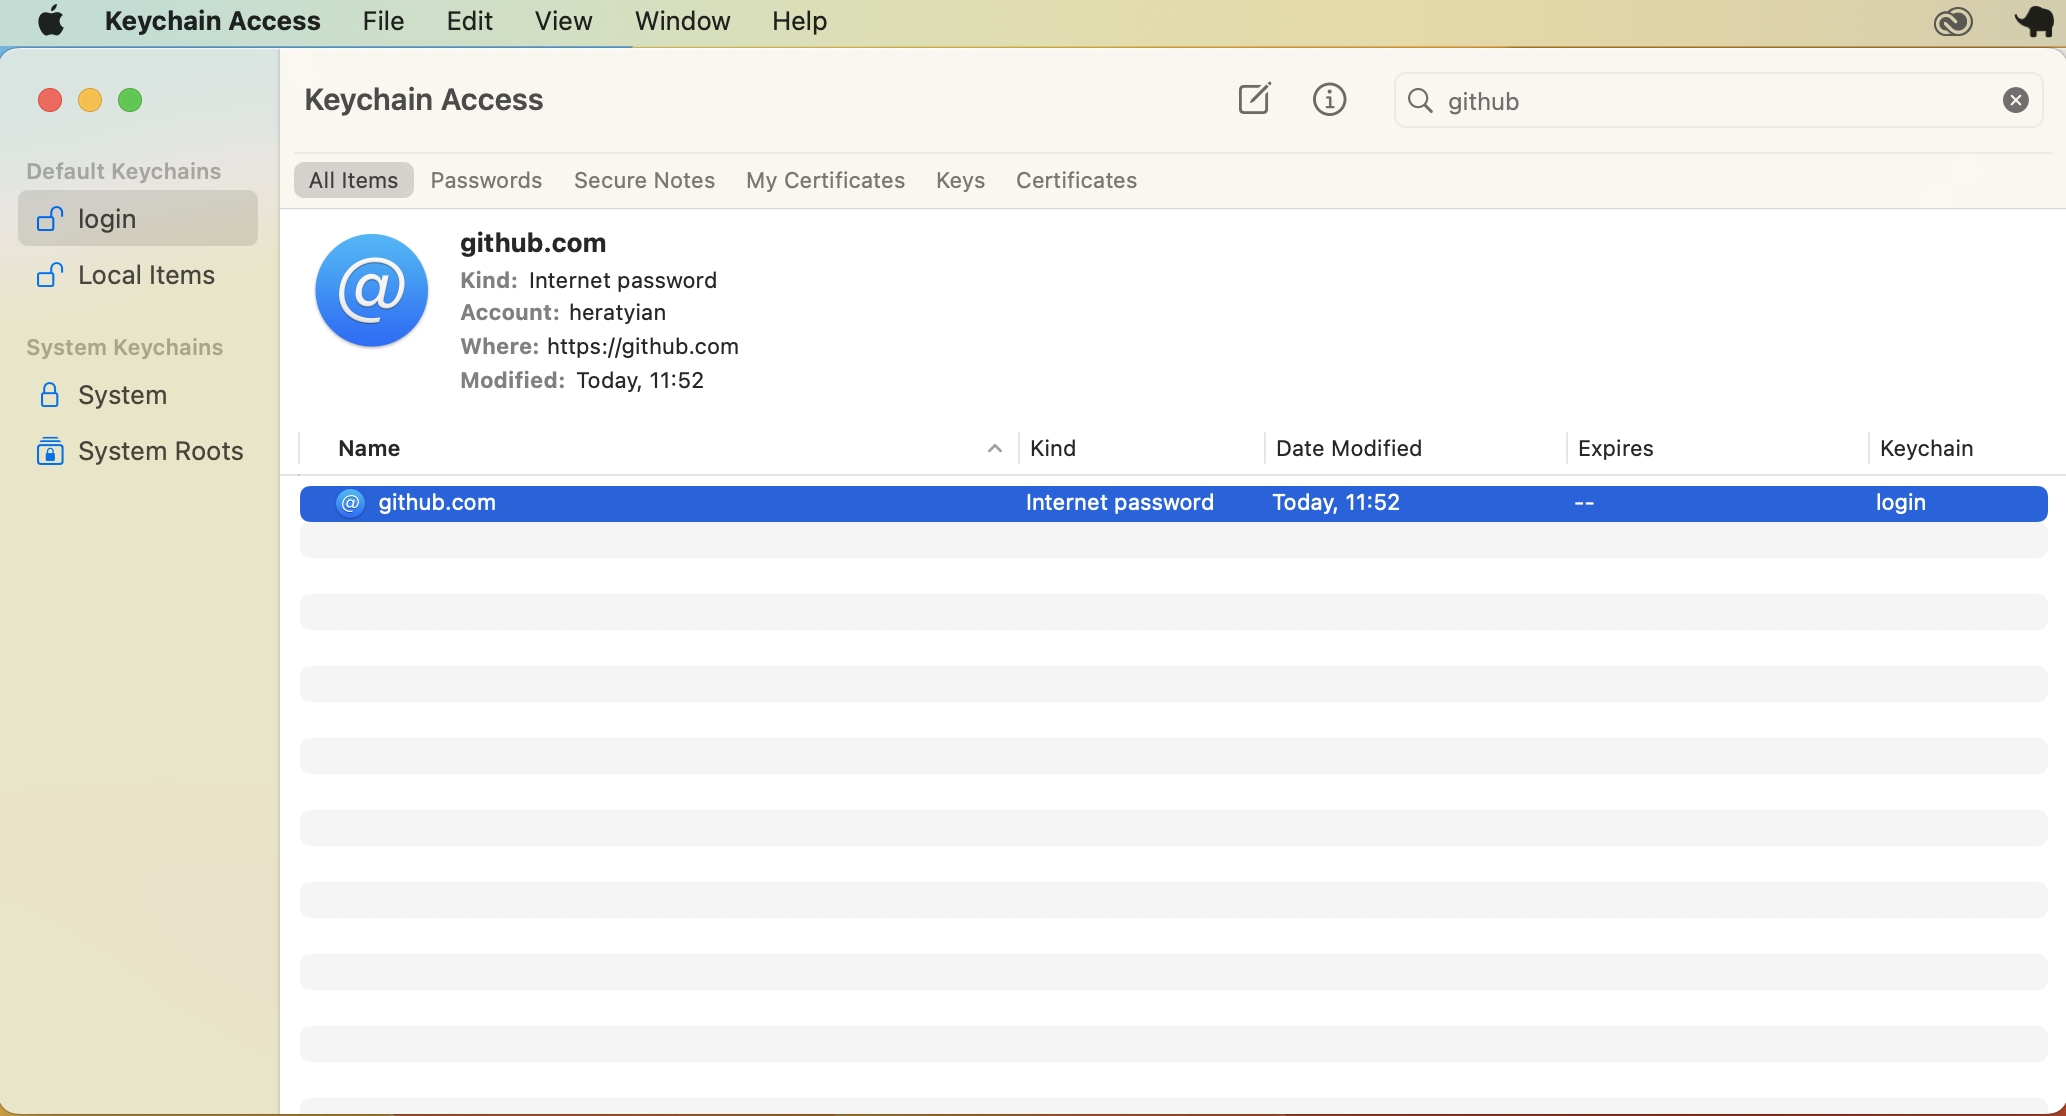 Keychain Access File Edit View Window Help
Keychain Access
github
Default Keychains
login
Local Items
System Keychains
System
System Roots
All Items Passwords Secure Notes My Certificates Keys Certificates
@
github.com
Kind: Internet password
Account: heratyian
Where: https://github.com
Modified: Today, 11:52
Name Kind Date Modified Expires Keychain
@ github.com Internet password Today, 11:52 -- login